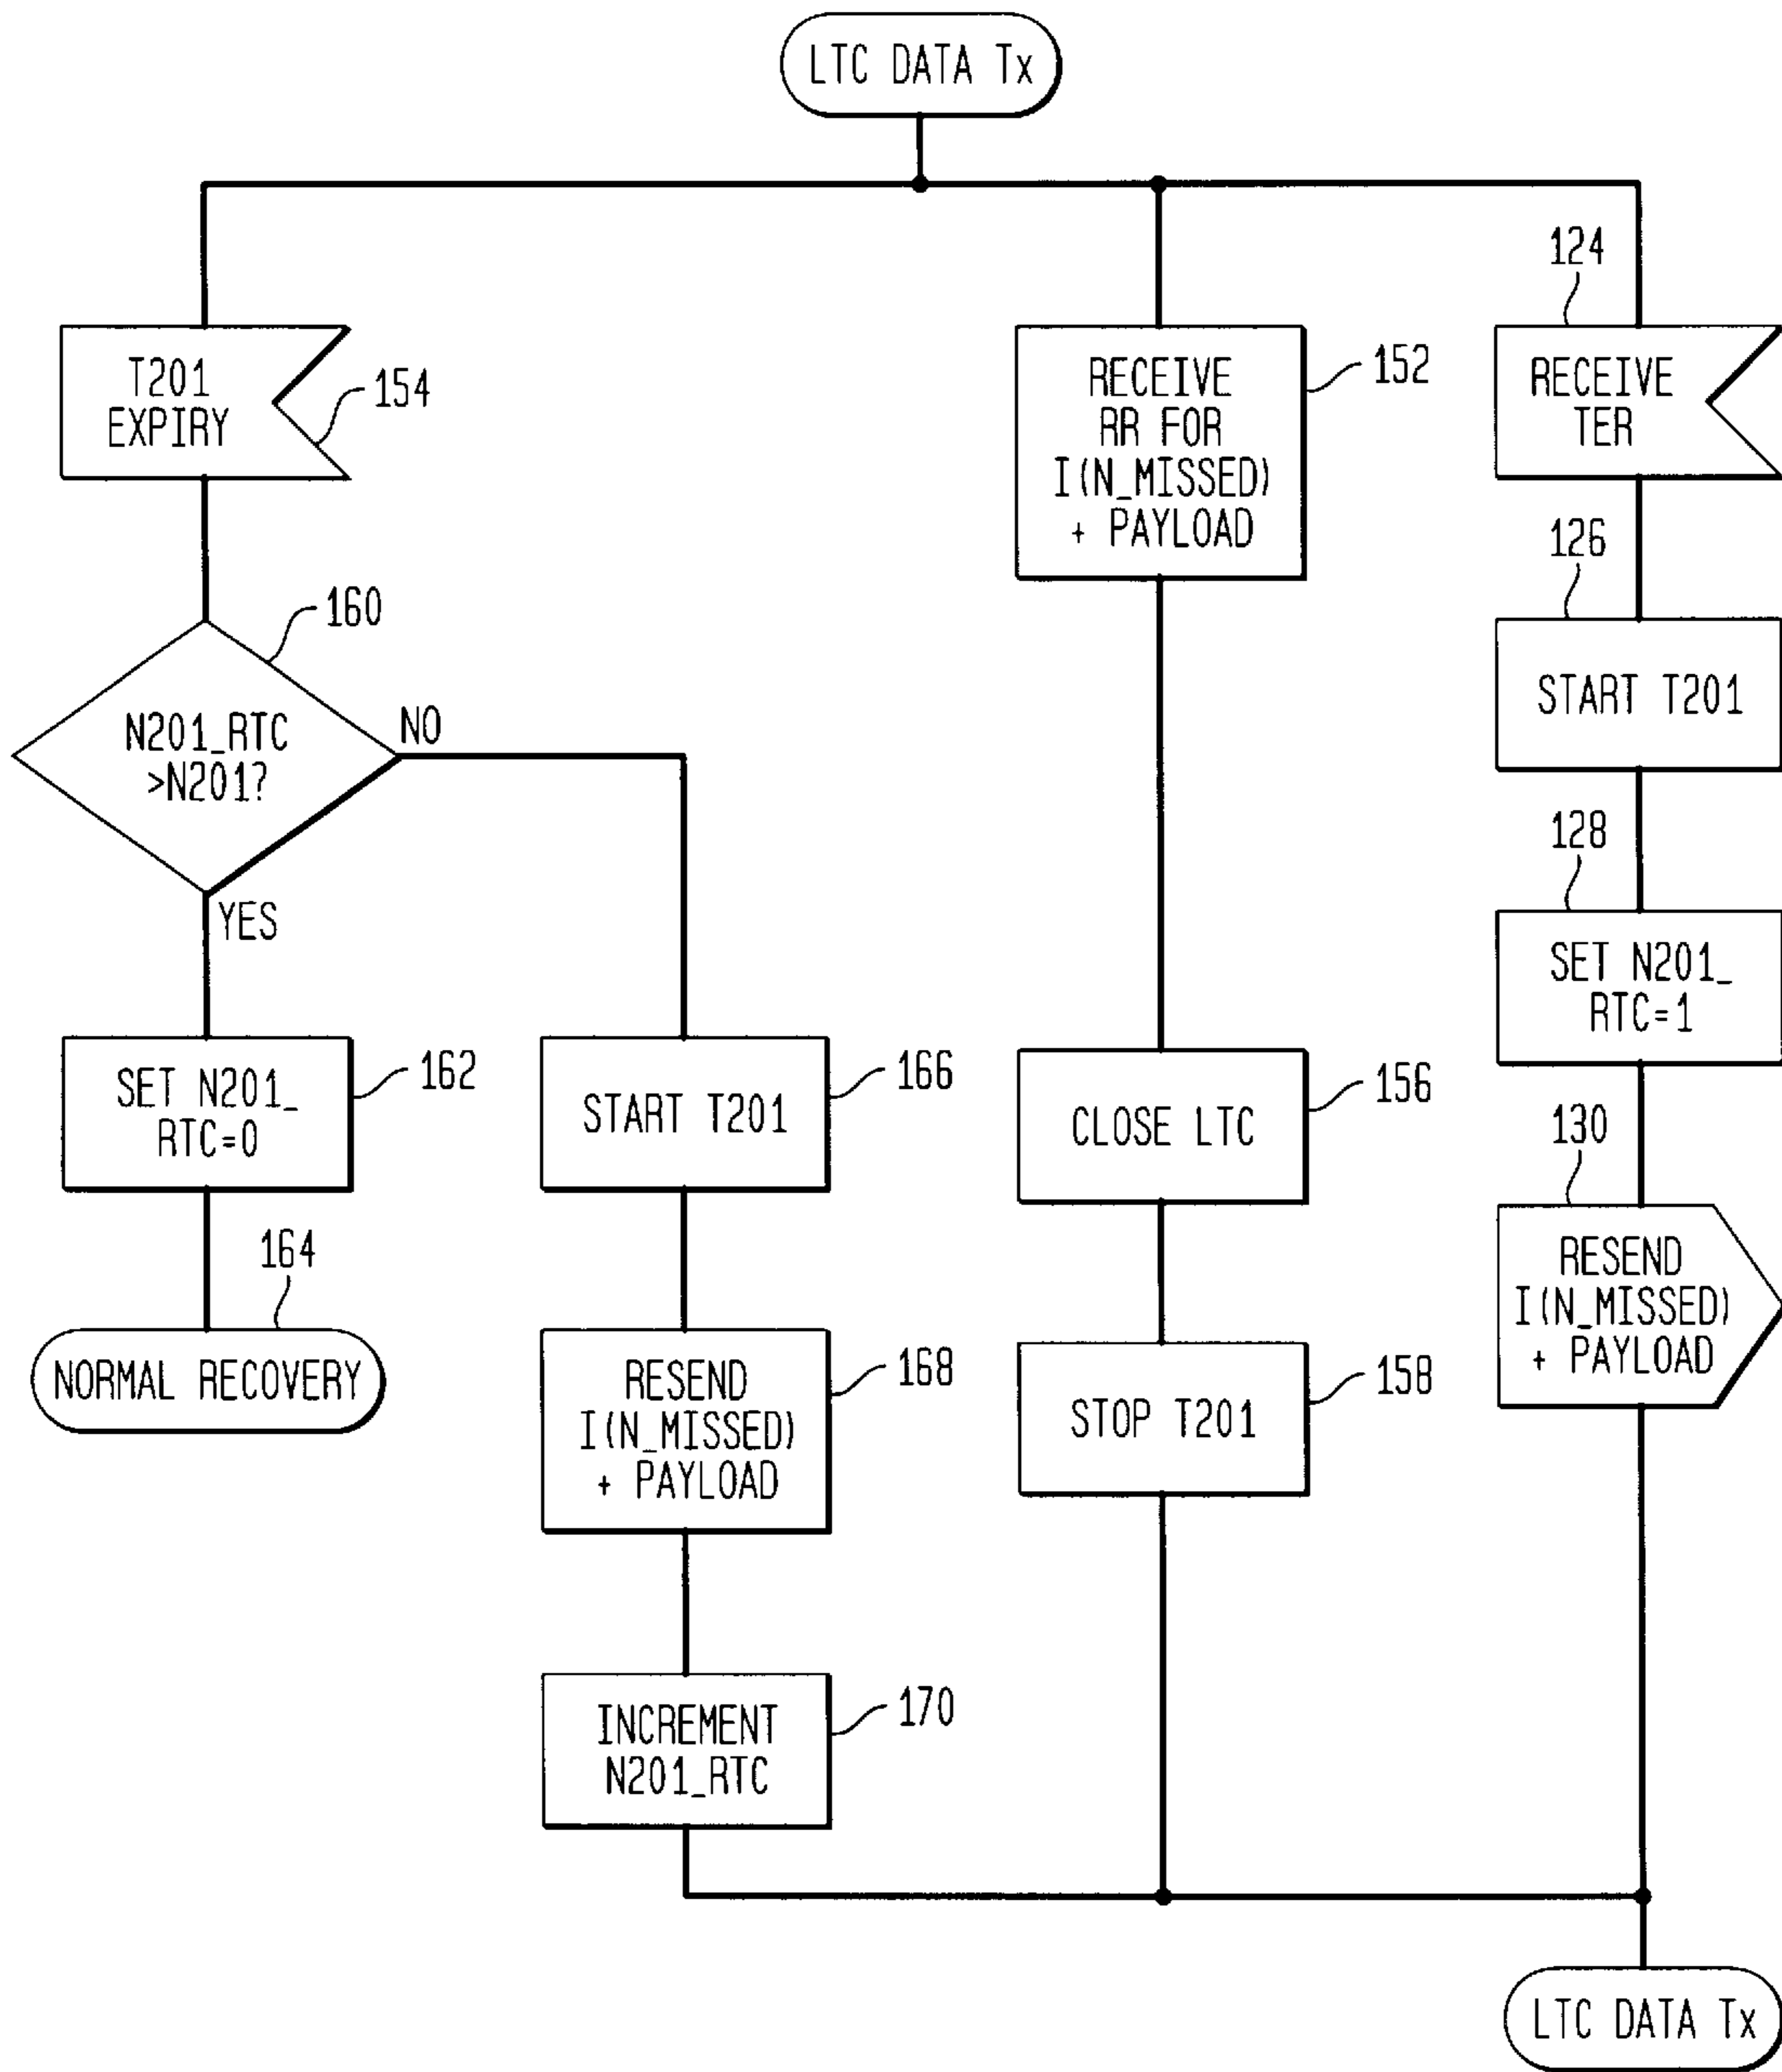 LTC DATA Tx
T201
EXPIRY
154
RECEIVE
RR FOR
I(N_MISSED)
+ PAYLOAD
152
124
RECEIVE
TER
160
N201_RTC
>N201?
NO
YES
126
START T201
128
SET N201_
RTC=1
SET N201_
RTC=0
162
START T201
166
CLOSE LTC
156
130
RESEND
I(N_MISSED)
+ PAYLOAD
164
NORMAL RECOVERY
RESEND
I(N_MISSED)
+ PAYLOAD
168
STOP T201
158
INCREMENT
N201_RTC
170
LTC DATA Tx